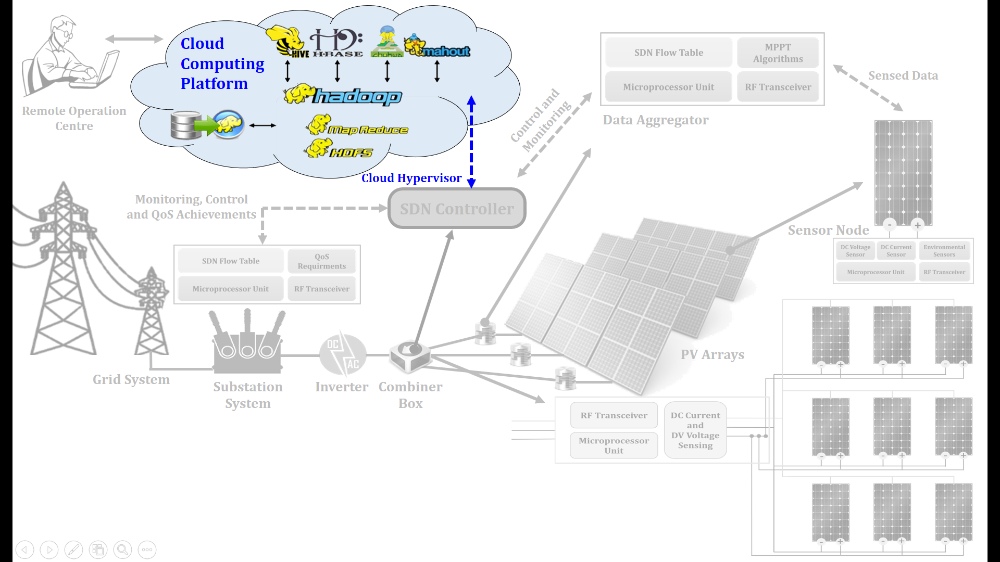 Cloud
Computing
Platform
HIVE
H-BASE
chukwa
mahout
hadoop
Map Reduce
HDFS
Cloud Hypervisor
Remote Operation
Centre
SDN Flow Table
MPPT
Algorithms
Microprocessor Unit
RF Transceiver
Data Aggregator
Sensed Data
Control and
Monitoring
Monitoring, Control
and QoS Achievements
SDN Controller
SDN Flow Table
QoS
Requirments
Microprocessor Unit
RF Transceiver
Sensor Node
-
+
DC Voltage
Sensor
DC Current
Sensor
Environmental
Sensors
Microprocessor Unit
RF Transceiver
DC
AC
PV Arrays
Grid System
Substation
System
Inverter
Combiner
Box
RF Transceiver
Microprocessor
Unit
DC Current
and
DV Voltage
Sensing
- + - + - +
- + - + - +
- + - + - +